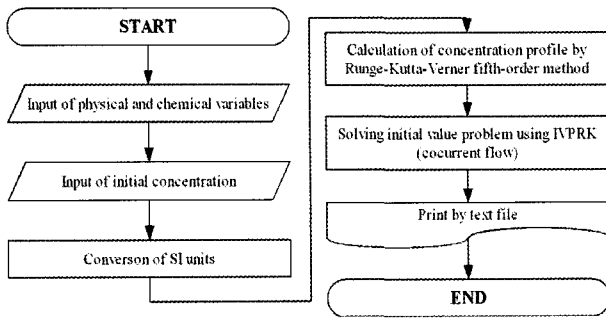 START
Input of physical and chemical variables
Input of initial concentration
Converson of SI units
Calculation of concentration profile by
Runge-Kutta-Verner fifth-order method
Solving initial value problem using IVPRK
(cocurrent flow)
Print by text file
END